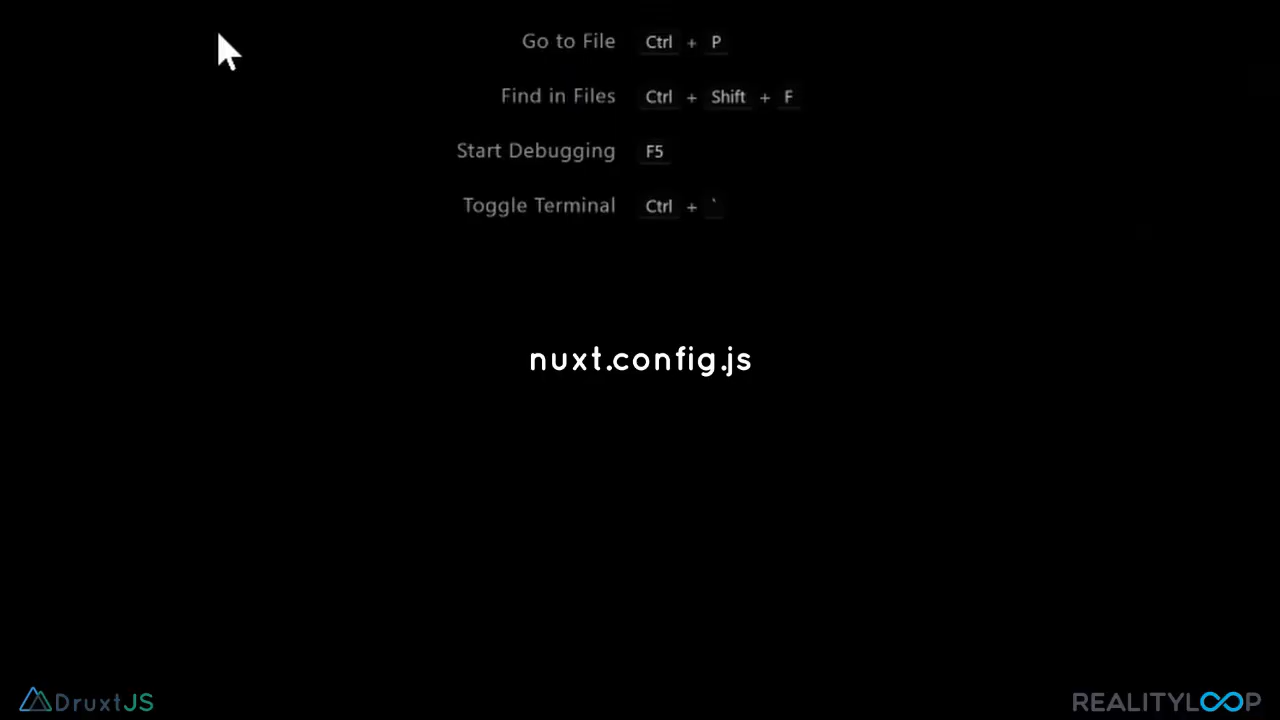 Go to File Ctrl + P
Find in Files Ctrl + Shift + F
Start Debugging F5
Toggle Terminal Ctrl + `
nuxt.config.js
DruxtJS
REALITYLOOP